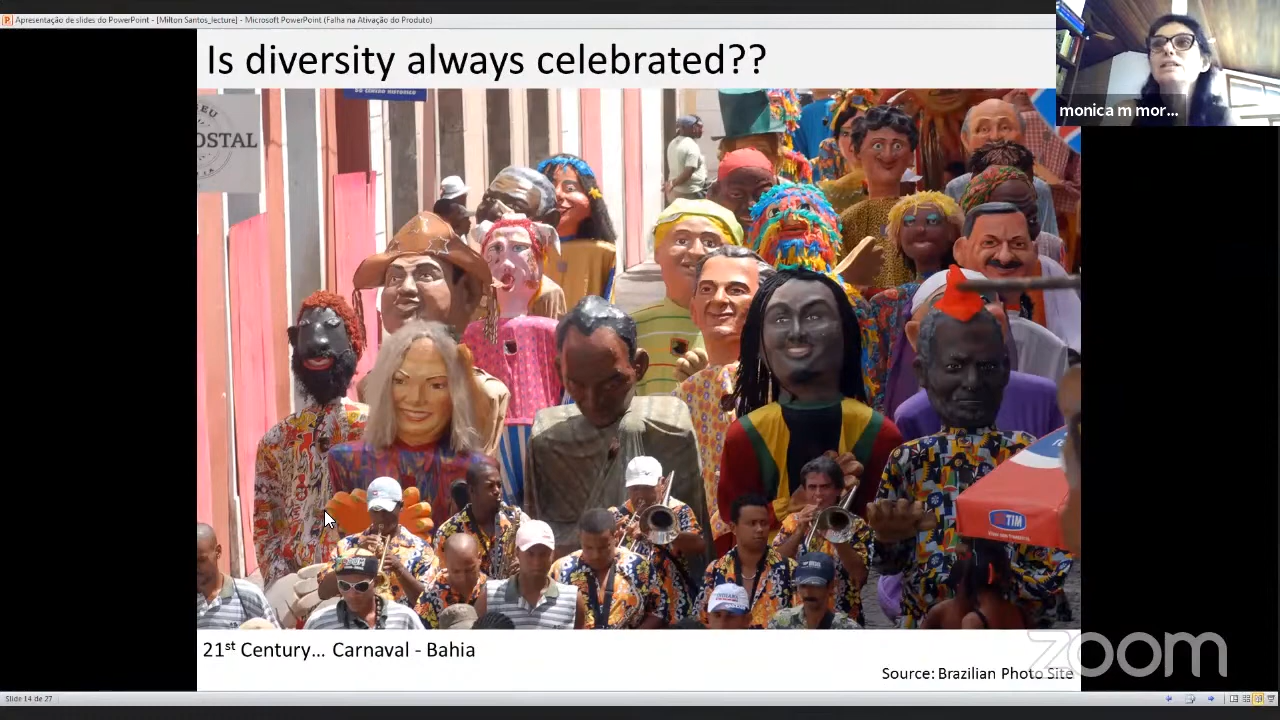 Apresentação de slides do PowerPoint - [Milton Santos_lecture] - Microsoft PowerPoint (Falha na Ativação do Produto)
Is diversity always celebrated??
monica m mor...
OSTAL
TIM
21st Century... Carnaval - Bahia
Source: Brazilian Photo Site
zoom
Slide 14 de 27